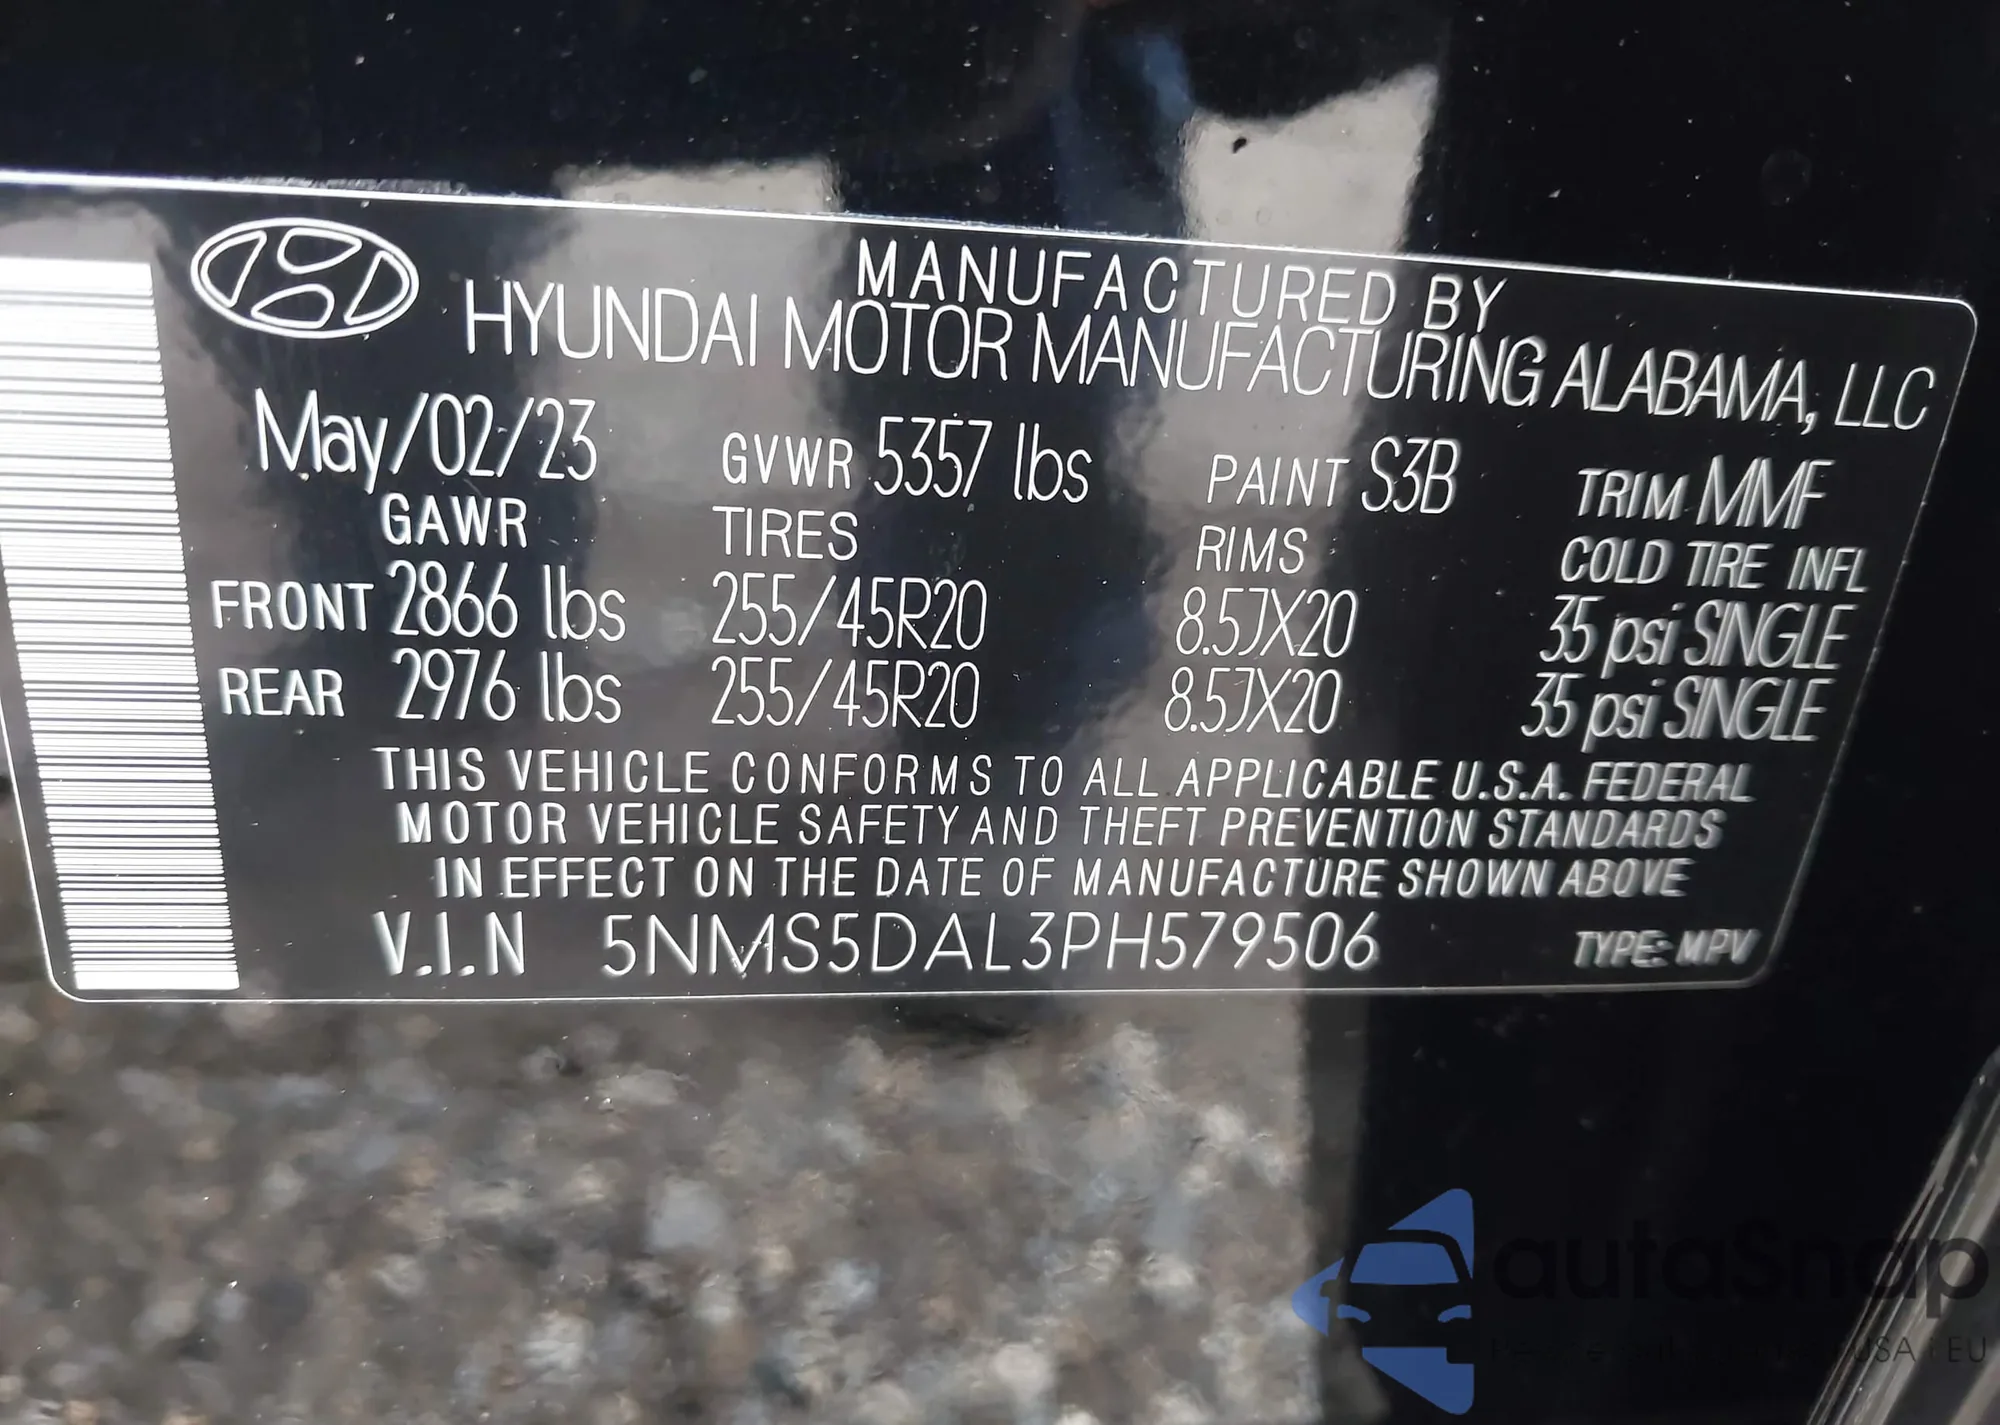 MANUFACTURED BY
HYUNDAI MOTOR MANUFACTURING ALABAMA, LLC
May/02/23 GVWR 5357 lbs PAINT S3B TRIM MMF
GAWR TIRES RIMS COLD TIRE INFL
FRONT 2866 lbs 255/45R20 8.5JX20 35 psi SINGLE
REAR 2976 lbs 255/45R20 8.5JX20 35 psi SINGLE
THIS VEHICLE CONFORMS TO ALL APPLICABLE U.S.A. FEDERAL
MOTOR VEHICLE SAFETY AND THEFT PREVENTION STANDARDS
IN EFFECT ON THE DATE OF MANUFACTURE SHOWN ABOVE
V.I.N 5NMS5DAL3PH579506 TYPE: MPV
autoSnap
USA EU